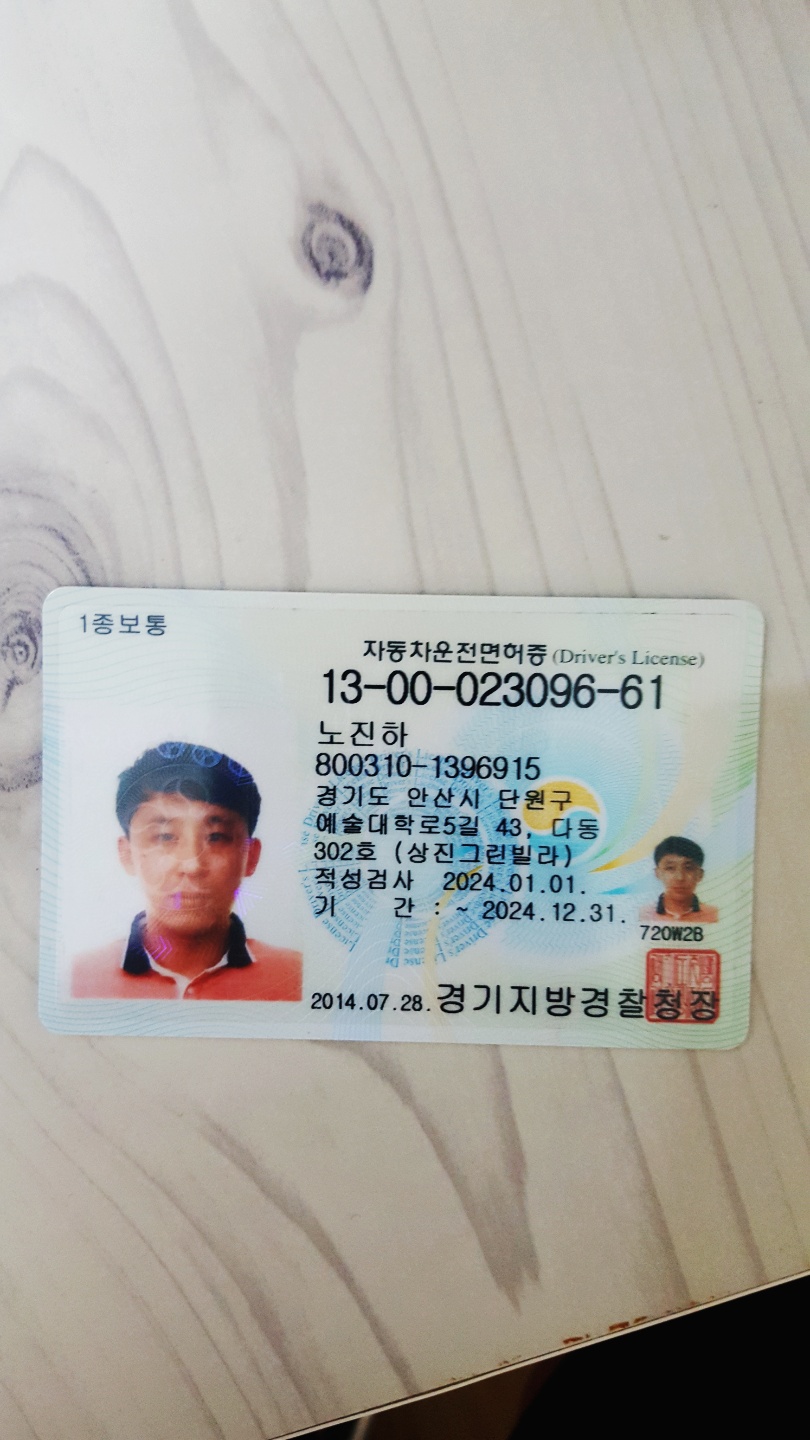 1종보통
자동차운전면허증 (Driver's License)
13-00-023096-61
노진하
800310-1396915
경기도 안산시 단원구
예술대학로5길 43, 다동
302호 (상진그린빌라)
적성검사 2024.01.01.
기 간 : ~ 2024.12.31.
720W2B
2014.07.28. 경기지방경찰청장